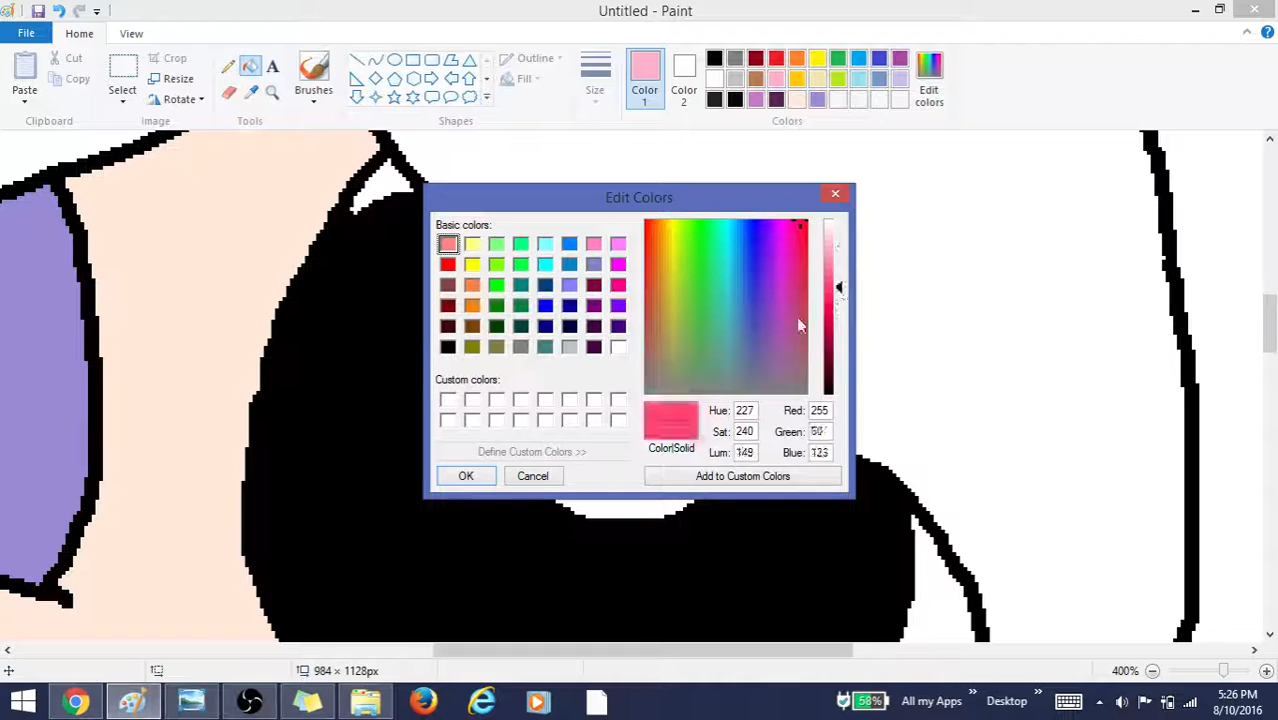 Untitled - Paint
File
Home
View
Paste
Cut
Copy
Clipboard
Select
Crop
Resize
Rotate
Image
A
Tools
Brushes
Outline
Fill
Shapes
Size
Color
1
Color
2
Colors
Edit
colors
Edit Colors
Basic colors:
Custom colors:
Define Custom Colors >>
OK
Cancel
Color|Solid
Hue: 227
Sat: 240
Lum: 149
Red: 255
Green:
Blue: 123
Add to Custom Colors
984 × 1128px
400%
58%
All my Apps
Desktop
5:26 PM
8/10/2016